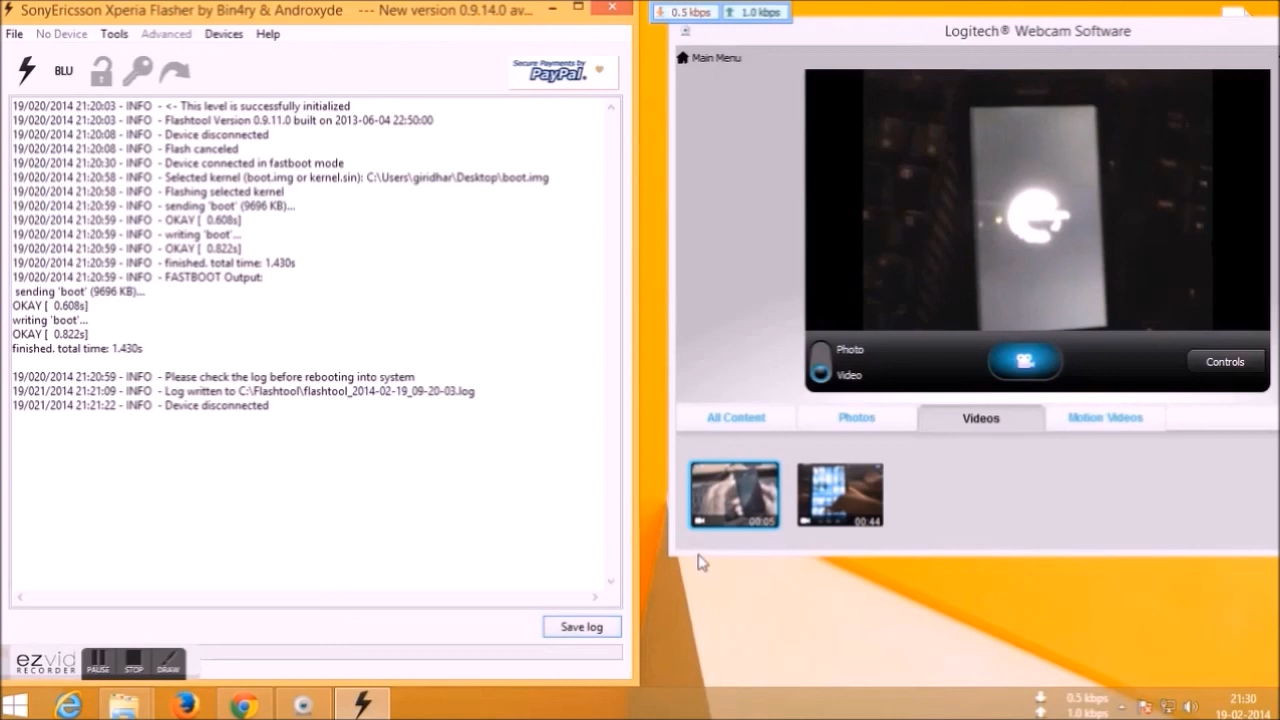 SonyEricsson Xperia Flasher by Bin4ry & Androxyde --- New version 0.9.14.0 av...
File No Device Tools Advanced Devices Help
BLU
Secure Payments by
PayPal.
19/020/2014 21:20:03 - INFO - <- This level is successfully initialized
19/020/2014 21:20:03 - INFO - Flashtool Version 0.9.11.0 built on 2013-06-04 22:50:00
19/020/2014 21:20:08 - INFO - Device disconnected
19/020/2014 21:20:08 - INFO - Flash canceled
19/020/2014 21:20:30 - INFO - Device connected in fastboot mode
19/020/2014 21:20:58 - INFO - Selected kernel (boot.img or kernel.sin): C:\Users\giridhar\Desktop\boot.img
19/020/2014 21:20:58 - INFO - Flashing selected kernel
19/020/2014 21:20:59 - INFO - sending 'boot' (9696 KB)...
19/020/2014 21:20:59 - INFO - OKAY [ 0.608s]
19/020/2014 21:20:59 - INFO - writing 'boot'...
19/020/2014 21:20:59 - INFO - OKAY [ 0.822s]
19/020/2014 21:20:59 - INFO - finished. total time: 1.430s
19/020/2014 21:20:59 - INFO - FASTBOOT Output:
sending 'boot' (9696 KB)...
OKAY [ 0.608s]
writing 'boot'...
OKAY [ 0.822s]
finished. total time: 1.430s
19/020/2014 21:20:59 - INFO - Please check the log before rebooting into system
19/021/2014 21:21:09 - INFO - Log written to C:\Flashtool\flashtool_2014-02-19_09-20-03.log
19/021/2014 21:21:22 - INFO - Device disconnected
Save log
ezvid
RECORDER
PAUSE STOP DRAW
0.5 kbps 1.0 kbps
Logitech® Webcam Software
Main Menu
Photo
Video
Controls
All Content Photos Videos Motion Videos
00:05 00:44
0.5 kbps
1.0 kbps
21:30
19-02-2014